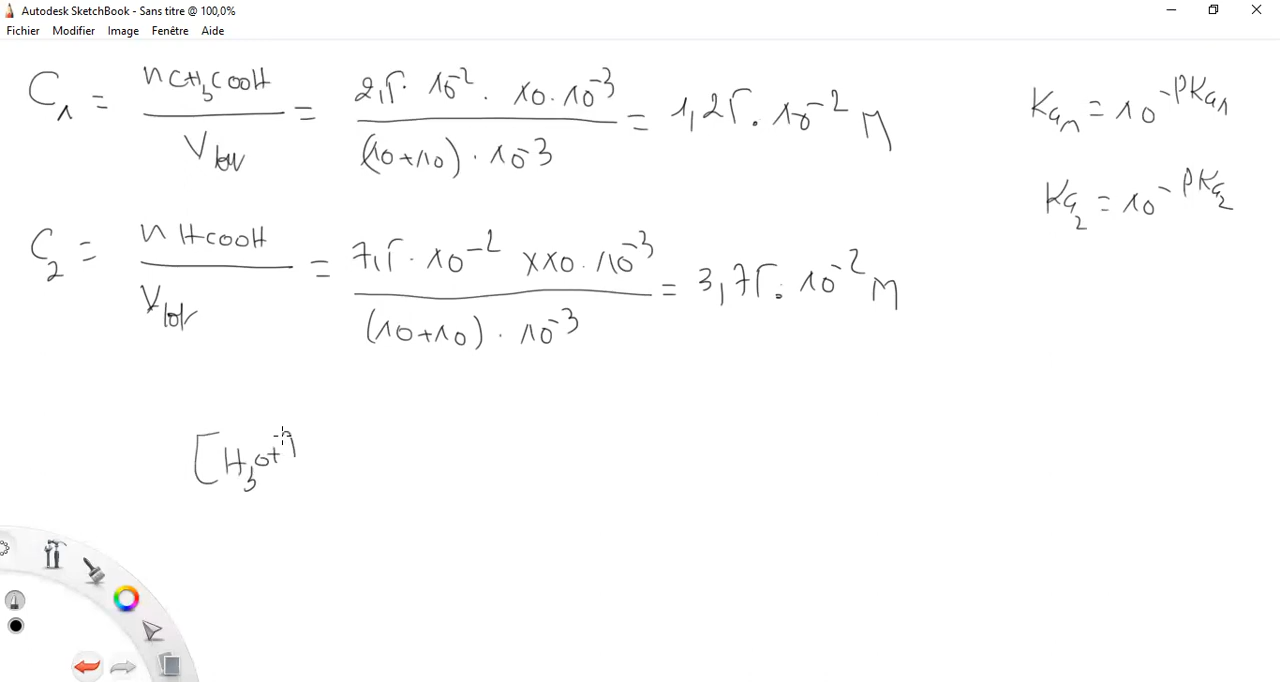 Autodesk SketchBook - Sans titre @ 100,0%
Fichier Modifier Image Fenêtre Aide
C₁ = nCH₃COOH / Vtot = 2,5 · 10⁻² · 10 · 10⁻³ / (10+10) · 10⁻³ = 1,25 · 10⁻² M
Ka₁ = 10^-PKa₁
Ka₂ = 10^-PKa₂
C₂ = nHCOOH / Vtot = 7,5 · 10⁻² × 10 · 10⁻³ / (10+10) · 10⁻³ = 3,75 · 10⁻² M
[H₃O⁺]